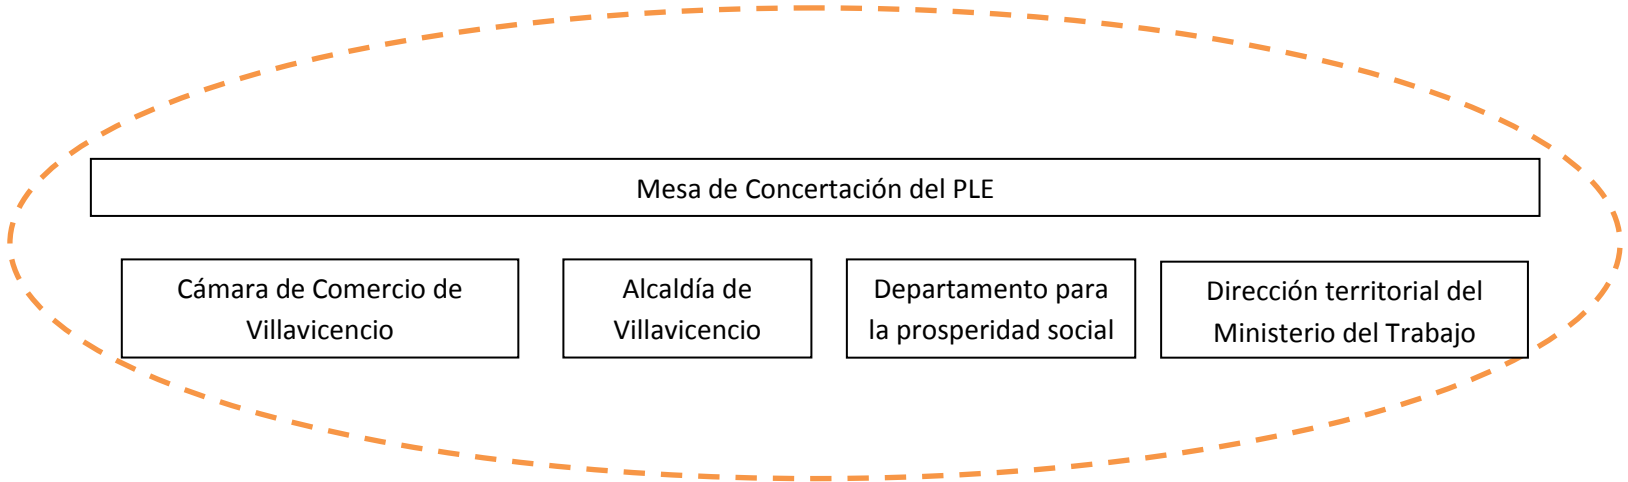 Mesa de Concertación del PLE
Cámara de Comercio de
Villavicencio
Alcaldía de
Villavicencio
Departamento para
la prosperidad social
Dirección territorial del
Ministerio del Trabajo